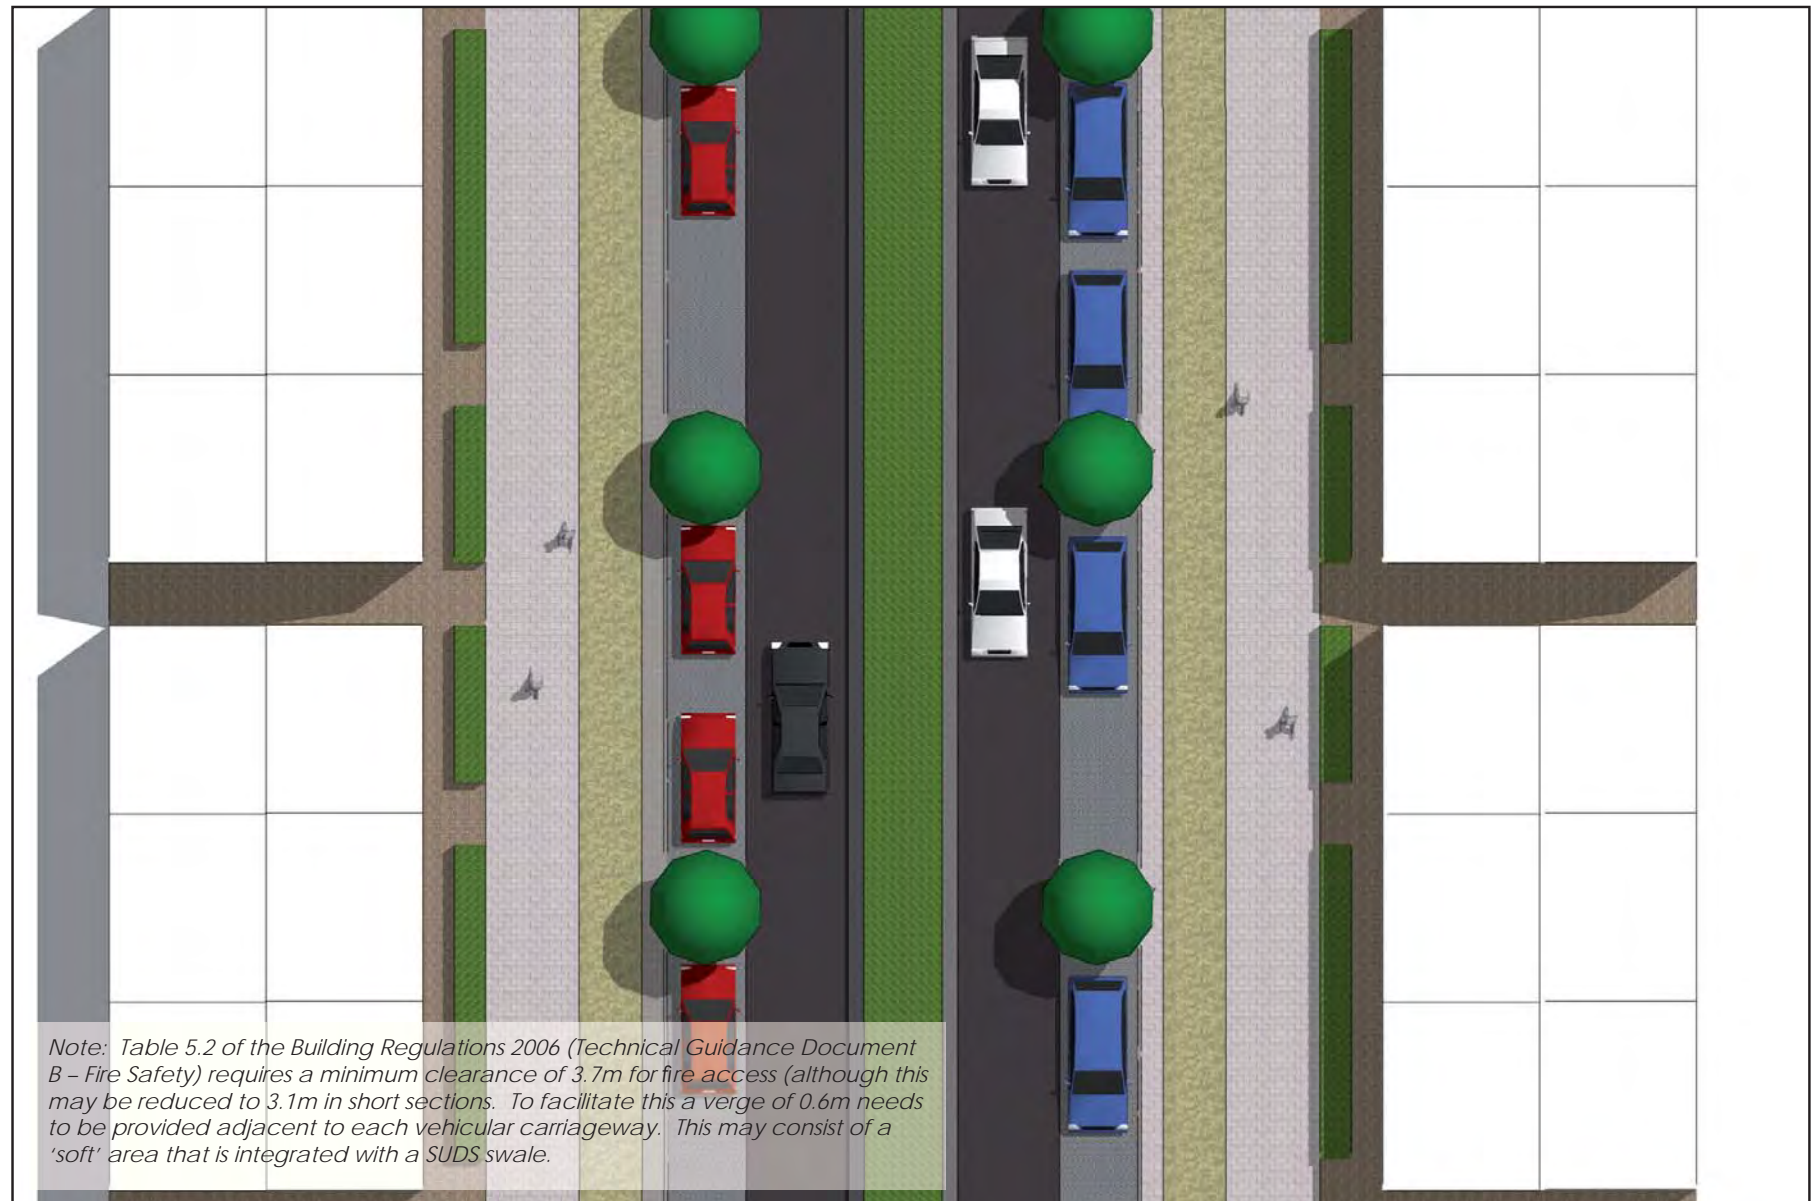 Note: Table 5.2 of the Building Regulations 2006 (Technical Guidance Document
B – Fire Safety) requires a minimum clearance of 3.7m for fire access (although this
may be reduced to 3.1m in short sections. To facilitate this a verge of 0.6m needs
to be provided adjacent to each vehicular carriageway. This may consist of a
‘soft’ area that is integrated with a SUDS swale.